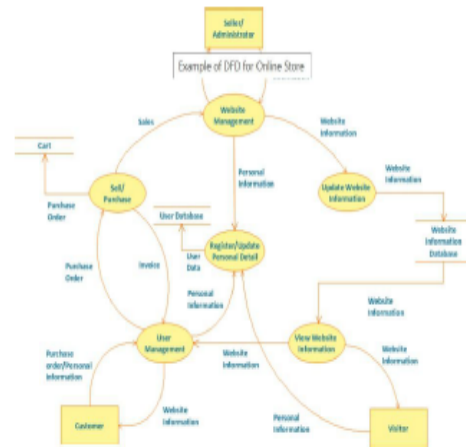 Seller/
Administrator
Example of DFD for Online Store
Website
Management
Sales
Website
Information
Cart
Personal
Information
Website
Information
Sell/
Purchase
Update Website
Information
Purchase
Order
User Database
Website
Information
Database
Register/Update
Personal Detail
User
Data
Purchase
Order
Invoice
Personal
Information
Website
Information
User
Management
View Website
Information
Purchase
order/Personal
Information
Website
Information
Website
Information
Customer
Website
Information
Personal
Information
Visitor